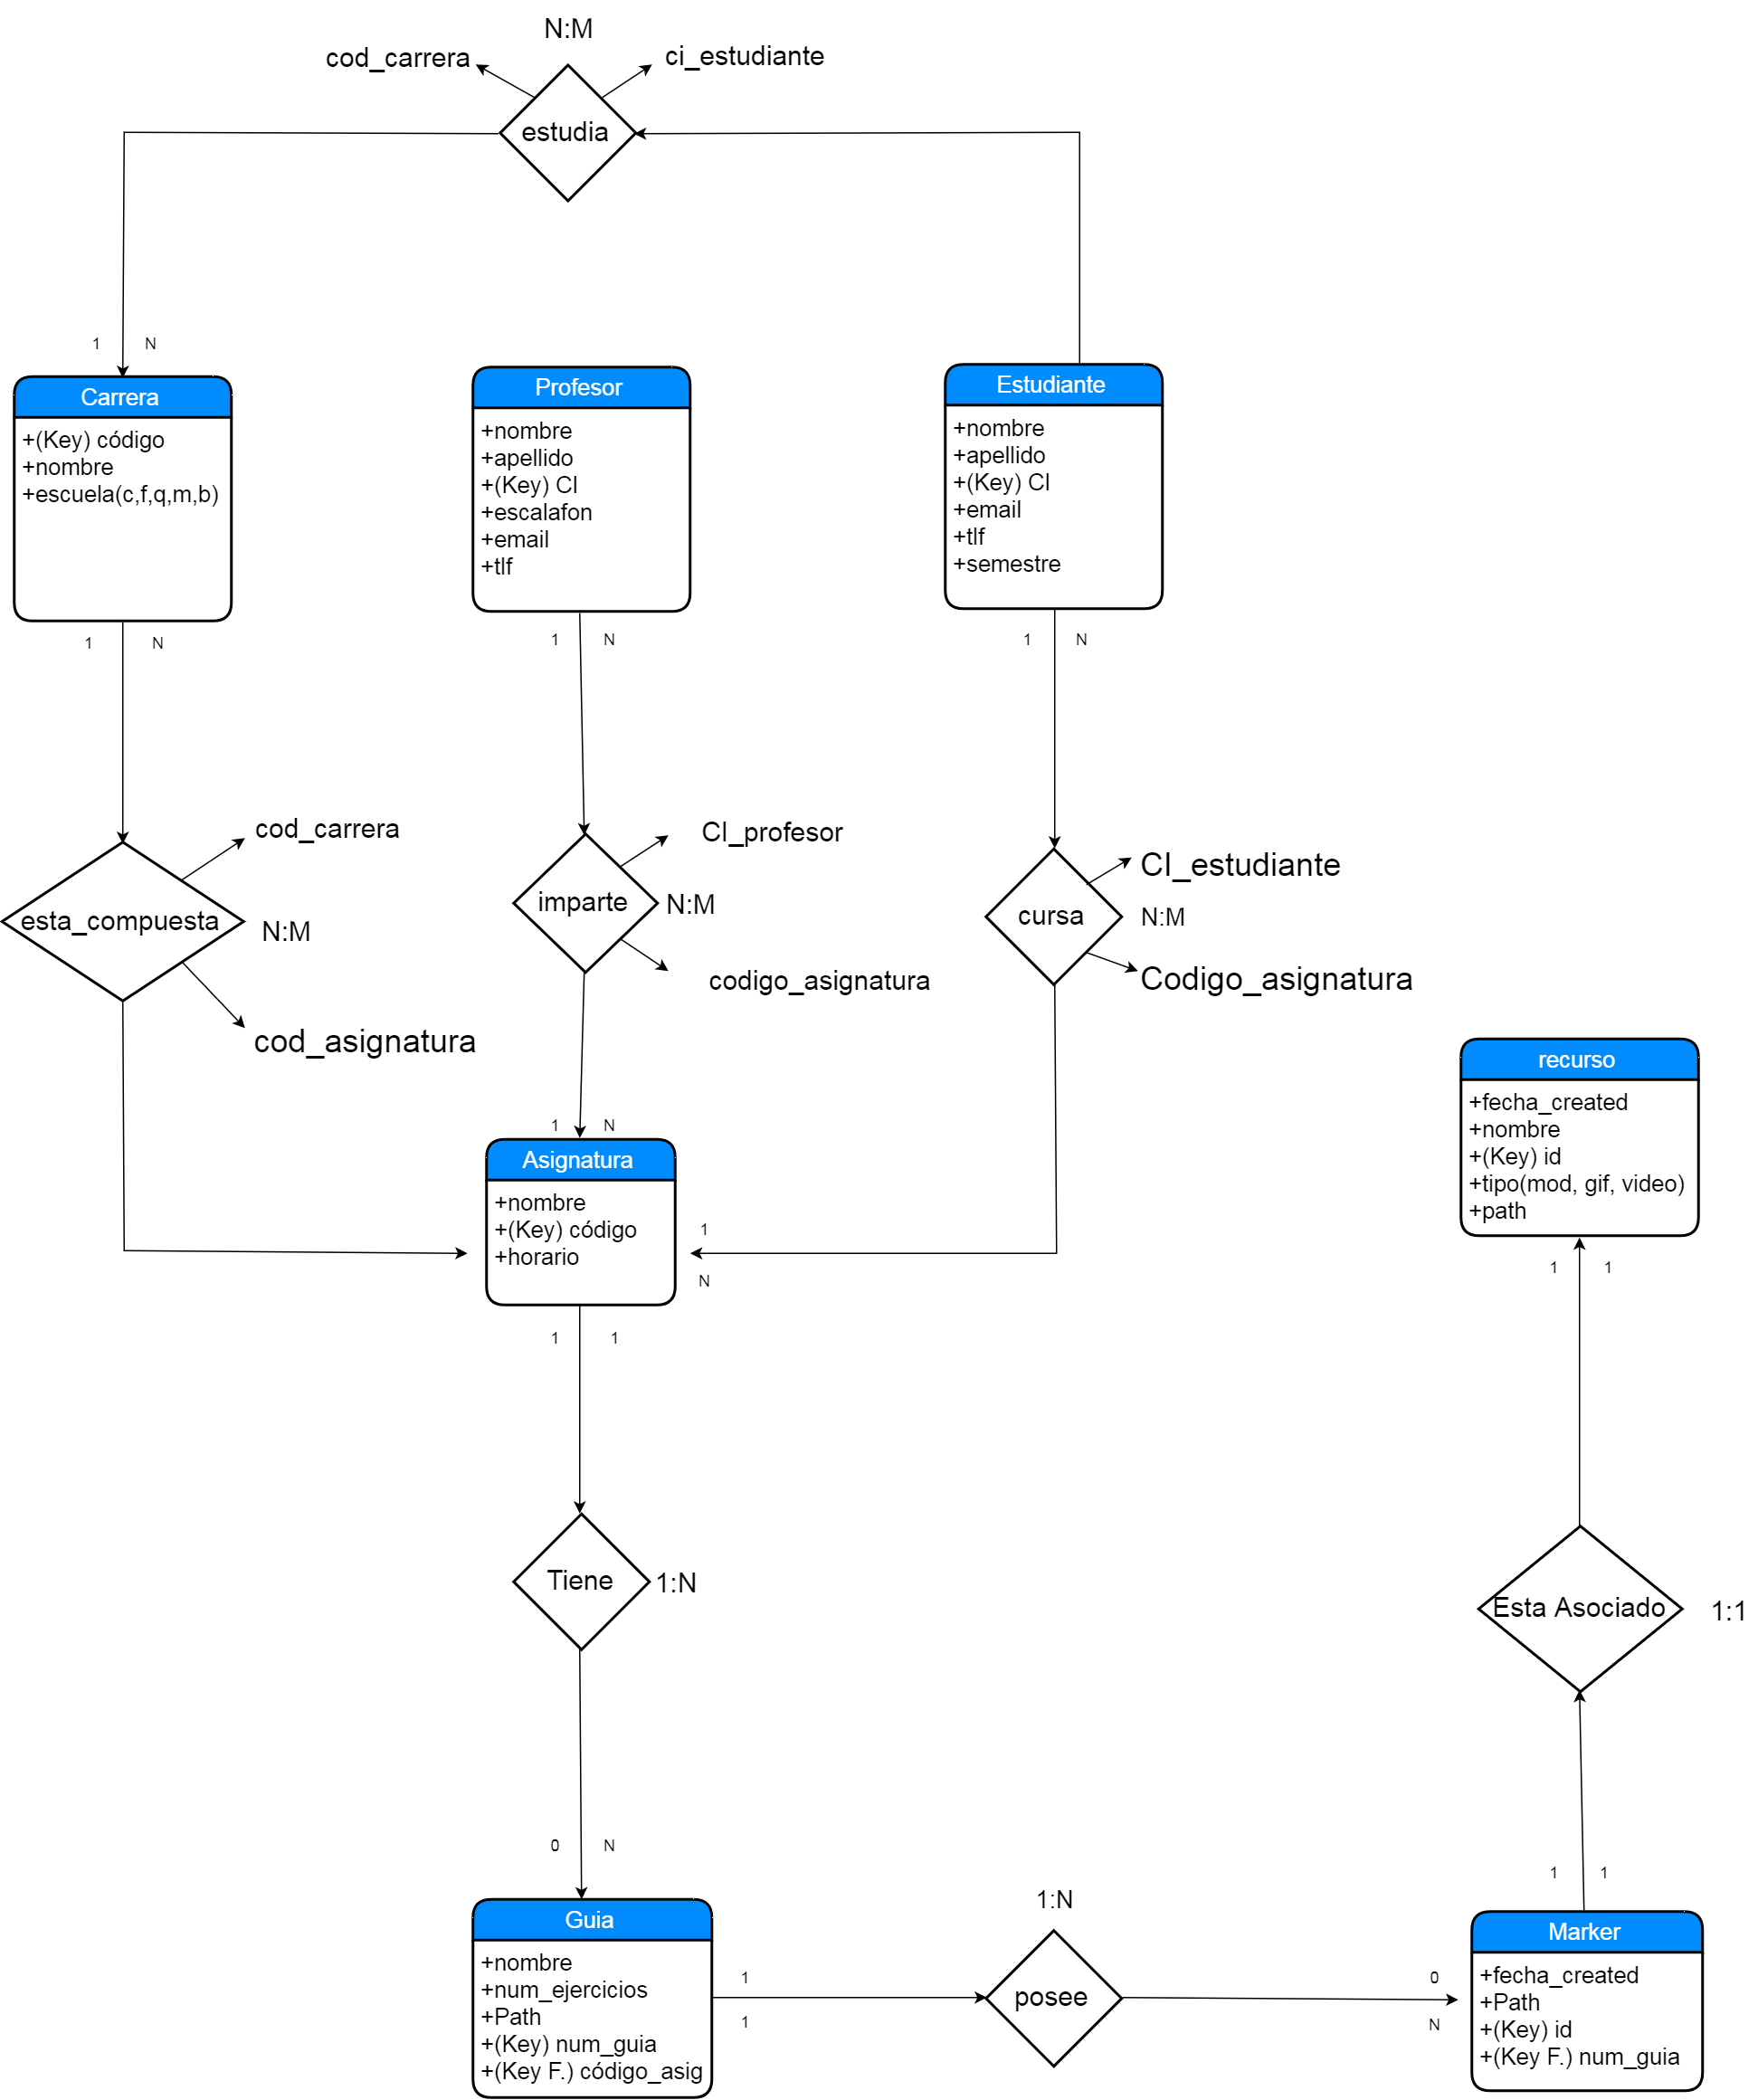 N:M
cod_carrera
ci_estudiante
estudia
1 N
Carrera
+(Key) código
+nombre
+escuela(c,f,q,m,b)
Profesor
+nombre
+apellido
+(Key) CI
+escalafon
+email
+tlf
Estudiante
+nombre
+apellido
+(Key) CI
+email
+tlf
+semestre
1 N
1 N
1 N
cod_carrera
esta_compuesta
N:M
cod_asignatura
CI_profesor
imparte
N:M
codigo_asignatura
CI_estudiante
cursa
N:M
Codigo_asignatura
1 N
Asignatura
+nombre
+(Key) código
+horario
1
N
recurso
+fecha_created
+nombre
+(Key) id
+tipo(mod, gif, video)
+path
1 1
1 1
Tiene
1:N
Esta Asociado
1:1
0 N
1 1
Guia
+nombre
+num_ejercicios
+Path
+(Key) num_guia
+(Key F.) código_asig
1
1
1:N
posee
0
N
Marker
+fecha_created
+Path
+(Key) id
+(Key F.) num_guia